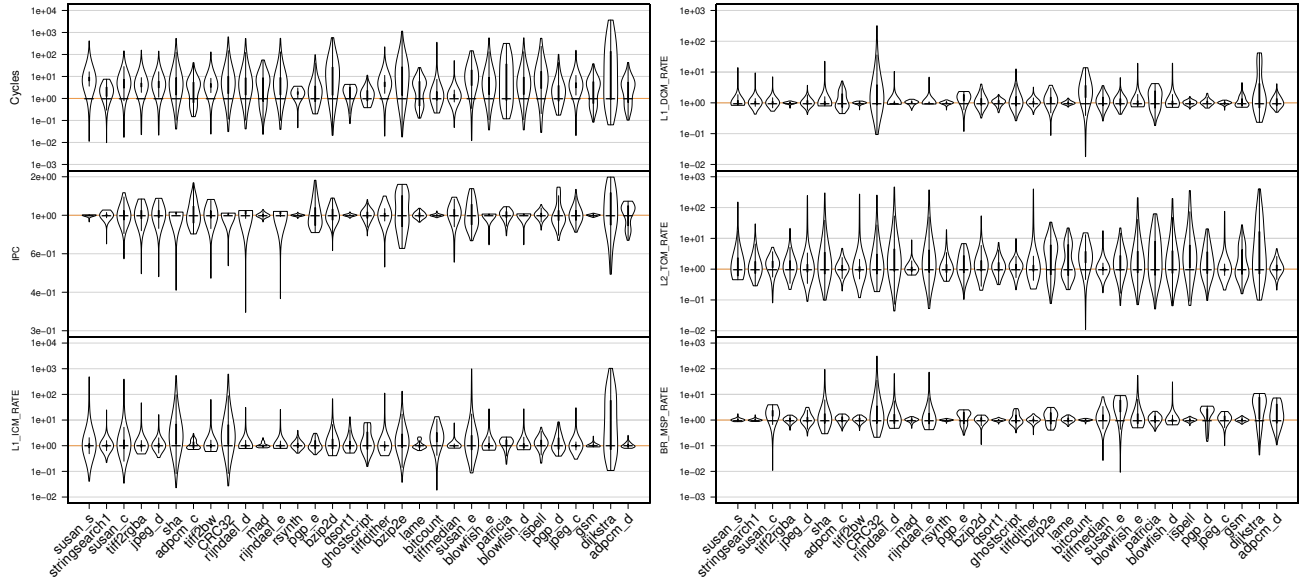 Cycles
1e+04
1e+03
1e+02
1e+01
1e+00
1e-01
1e-02
1e-03
IPC
2e+00
1e+00
6e-01
4e-01
3e-01
L1_ICM_RATE
1e+04
1e+03
1e+02
1e+01
1e+00
1e-01
1e-02
susan_s
stringsearch1
susan_c
tiff2rgba
jpeg_d
sha
adpcm_c
tiff2bw
CRC32
rijndael_d
mad
rijndael_e
rsynth
pgp_e
bzip2d
qsort1
ghostscript
tiffdither
bzip2e
lame
bitcount
tiffmedian
susan_e
blowfish_e
patricia
blowfish_d
ispell
pgp_d
jpeg_c
gsm
dijkstra
adpcm_d
L1_DCM_RATE
1e+03
1e+02
1e+01
1e+00
1e-01
1e-02
L2_TCM_RATE
1e+03
1e+02
1e+01
1e+00
1e-01
1e-02
BR_MSP_RATE
1e+03
1e+02
1e+01
1e+00
1e-01
1e-02
1e-03
susan_s
stringsearch1
susan_c
tiff2rgba
jpeg_d
sha
adpcm_c
tiff2bw
CRC32
rijndael_d
mad
rijndael_e
rsynth
pgp_e
bzip2d
qsort1
ghostscript
tiffdither
bzip2e
lame
bitcount
tiffmedian
susan_e
blowfish_e
patricia
blowfish_d
ispell
pgp_d
jpeg_c
gsm
dijkstra
adpcm_d